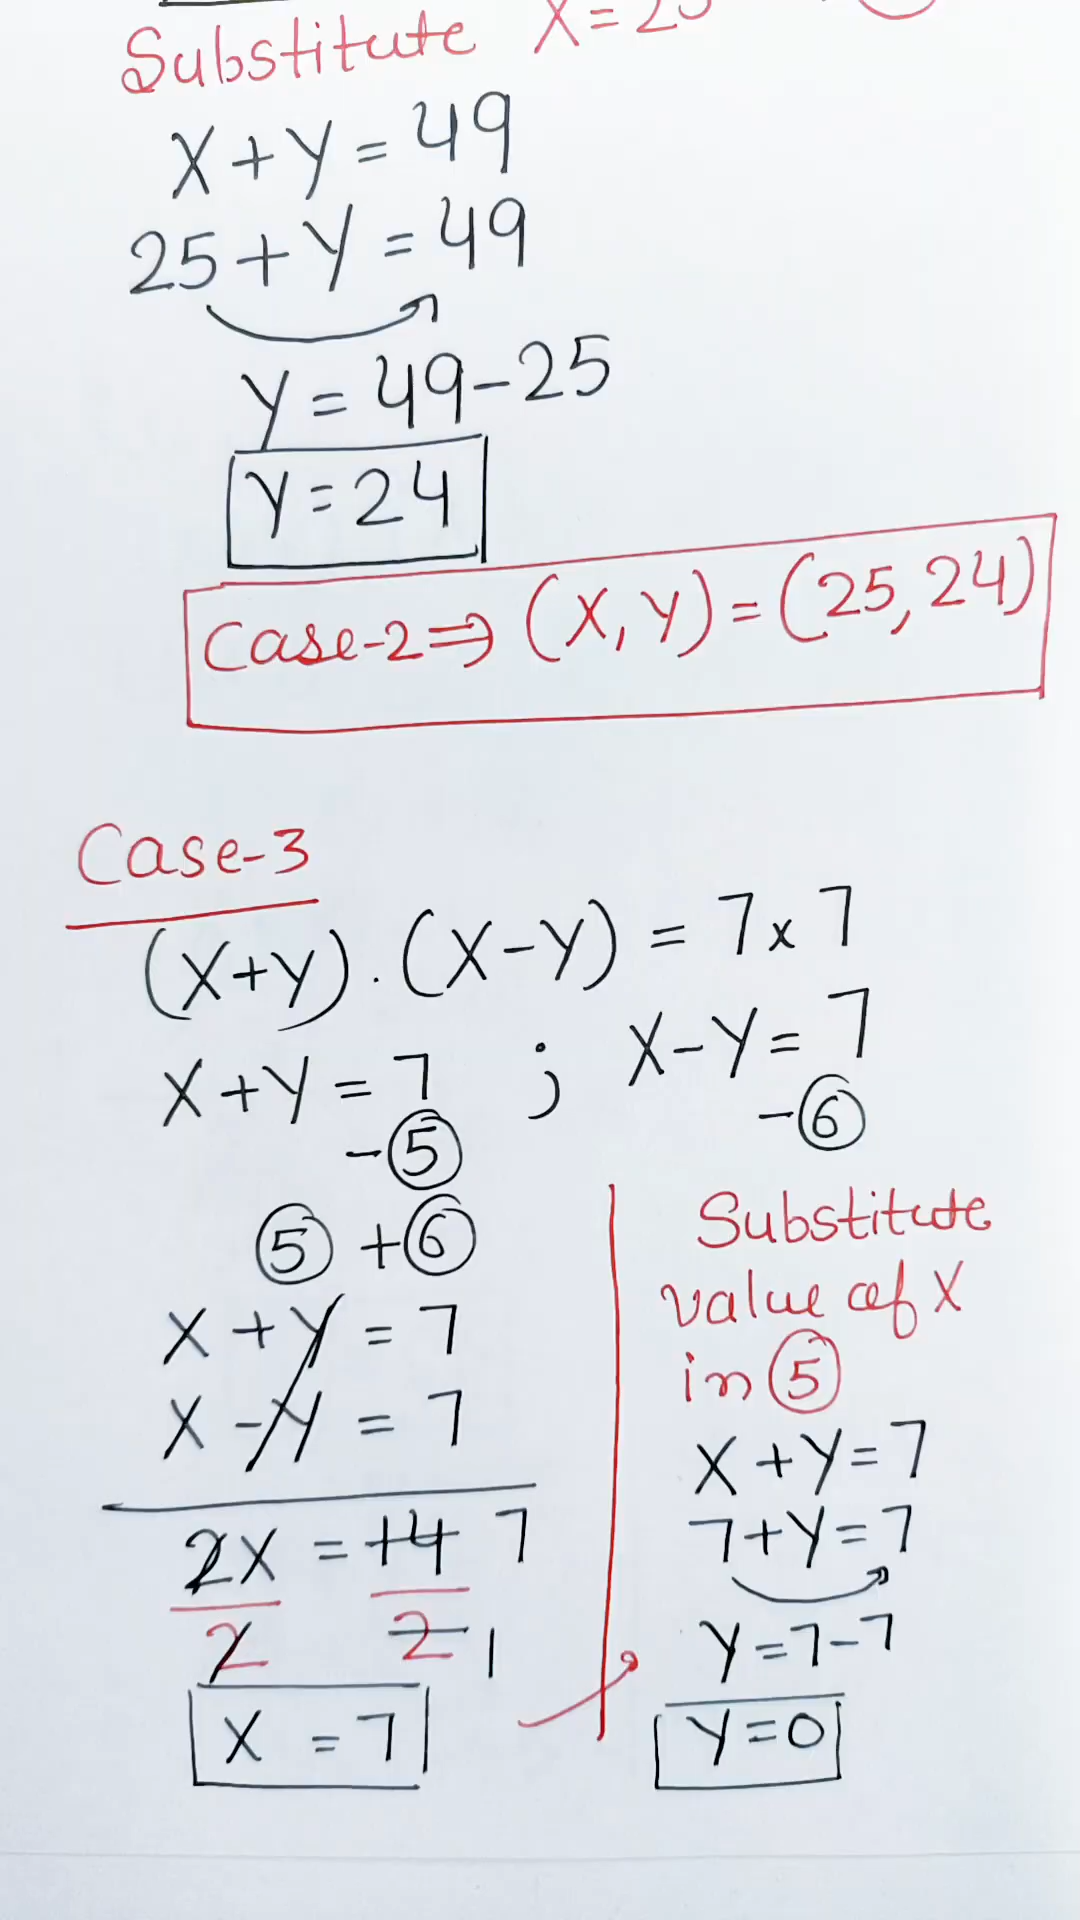 Substitute X=25
X+Y=49
25+Y=49
Y=49-25
Y=24
Case-2⇒(X,Y)=(25,24)
Case-3
(X+Y).(X-Y)=7x7
X+Y=7 ; X-Y=7
-⑤ -⑥
⑤+⑥
X+Y=7
X-Y=7
2X=14 7
2 2 1
X=7
Substitute
value of X
in ⑤
X+Y=7
7+Y=7
Y=7-7
Y=0